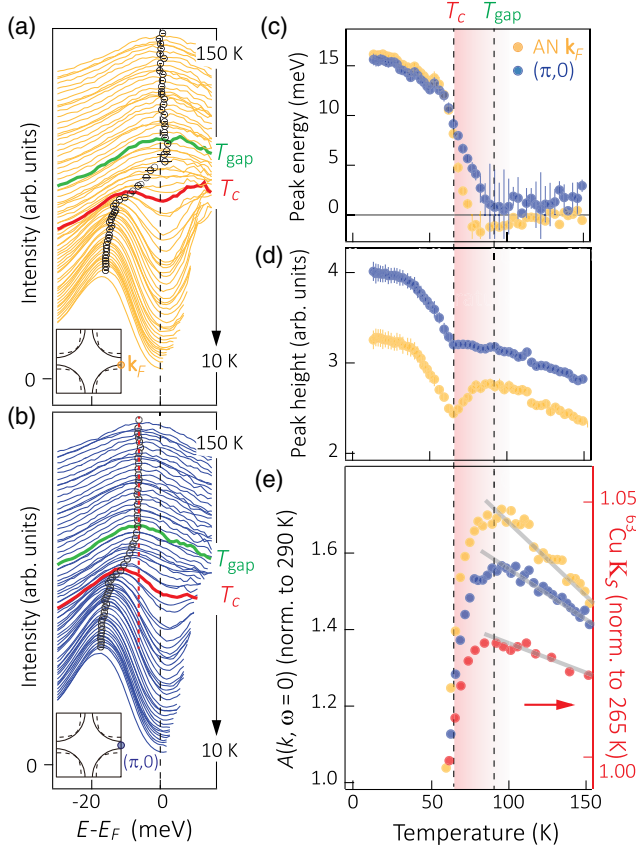 (a)
150 K
T_gap
T_c
k_F
10 K
0
Intensity (arb. units)
(b)
150 K
T_gap
T_c
(π,0)
10 K
0
Intensity (arb. units)
-20
0
E-E_F (meV)
(c)
T_c
T_gap
AN k_F
(π,0)
15
10
5
0
Peak energy (meV)
(d)
4
3
2
Peak height (arb. units)
(e)
1.6
1.4
1.2
1.0
A(k, ω = 0) (norm. to 290 K)
1.05
1.00
⁶³Cu K_S (norm. to 265 K)
0
50
100
150
Temperature (K)